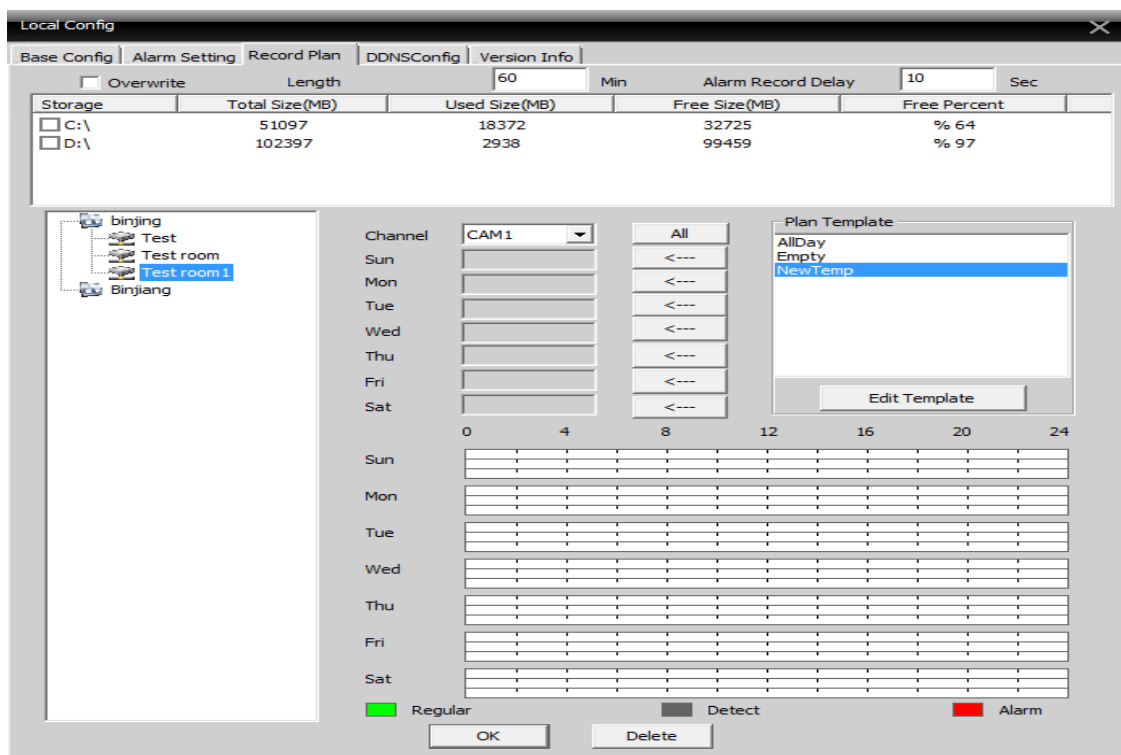 Local Config
Base Config Alarm Setting Record Plan DDNSConfig Version Info
Overwrite Length 60 Min Alarm Record Delay 10 Sec
Storage Total Size(MB) Used Size(MB) Free Size(MB) Free Percent
C:\ 51097 18372 32725 % 64
D:\ 102397 2938 99459 % 97
binjing
Test
Test room
Test room1
Binjiang
Channel CAM1 All
Sun <---
Mon <---
Tue <---
Wed <---
Thu <---
Fri <---
Sat <---
Plan Template
AllDay
Empty
NewTemp
Edit Template
0 4 8 12 16 20 24
Sun
Mon
Tue
Wed
Thu
Fri
Sat
Regular Detect Alarm
OK Delete